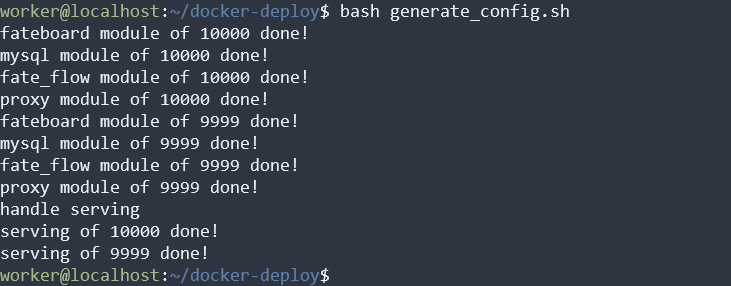 worker@localhost:~/docker-deploy$ bash generate_config.sh
fateboard module of 10000 done!
mysql module of 10000 done!
fate_flow module of 10000 done!
proxy module of 10000 done!
fateboard module of 9999 done!
mysql module of 9999 done!
fate_flow module of 9999 done!
proxy module of 9999 done!
handle serving
serving of 10000 done!
serving of 9999 done!
worker@localhost:~/docker-deploy$